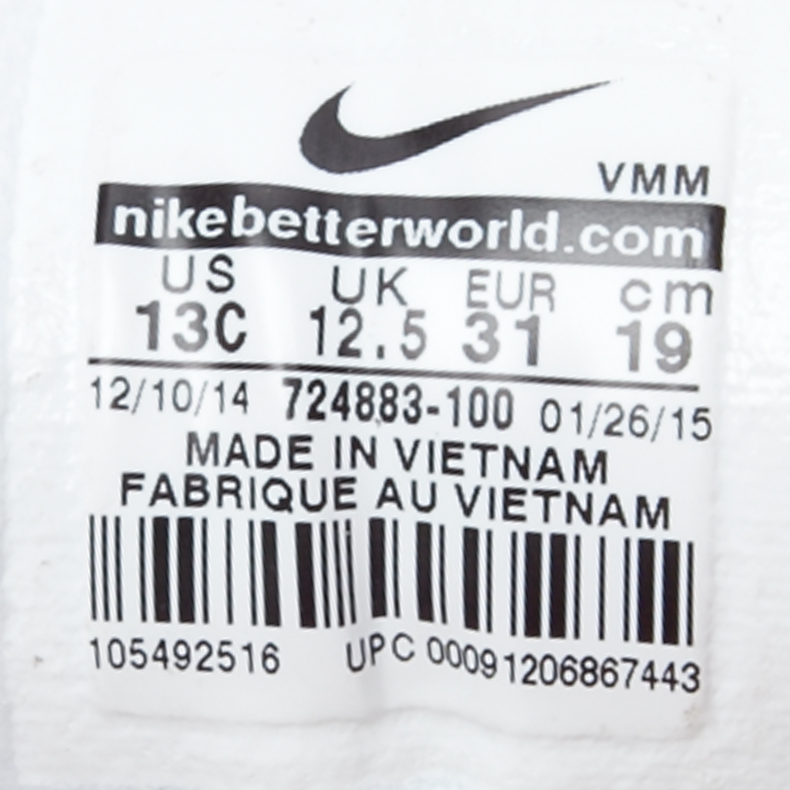 VMM
nikebetterworld.com
US UK EUR cm
13C 12.5 31 19
12/10/14 724883-100 01/26/15
MADE IN VIETNAM
FABRIQUE AU VIETNAM
105492516 UPC 00091206867443